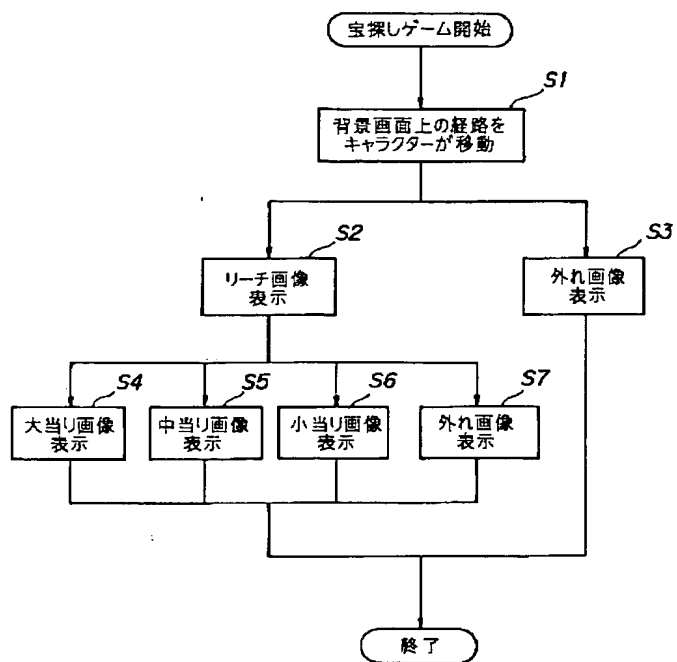 宝探しゲーム開始
S1
背景画面上の経路を
キャラクターが移動
S2
リーチ画像
表示
S3
外れ画像
表示
S4
大当り画像
表示
S5
中当り画像
表示
S6
小当り画像
表示
S7
外れ画像
表示
終了